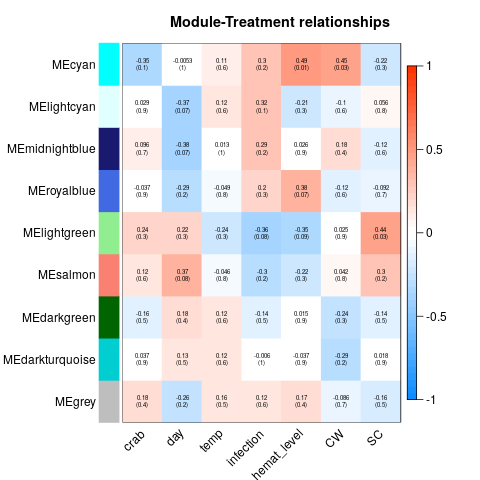 Module-Treatment relationships
MEcyan
-0.35 -0.0053 0.11 0.3 0.49 0.45 -0.22
(0.1) (1) (0.6) (0.2) (0.01) (0.03) (0.3)
MElightcyan
0.029 -0.37 0.12 0.32 -0.21 -0.1 0.056
(0.9) (0.07) (0.6) (0.1) (0.3) (0.6) (0.8)
MEmidnightblue
0.096 -0.38 0.013 0.29 0.026 0.18 -0.12
(0.7) (0.07) (1) (0.2) (0.9) (0.4) (0.6)
MEroyalblue
-0.037 -0.29 -0.049 0.2 0.38 -0.12 -0.092
(0.9) (0.2) (0.8) (0.3) (0.07) (0.6) (0.7)
MElightgreen
0.24 0.22 -0.24 -0.36 -0.35 0.025 0.44
(0.3) (0.3) (0.3) (0.08) (0.09) (0.9) (0.03)
MEsalmon
0.12 0.37 -0.046 -0.3 -0.22 0.042 0.3
(0.6) (0.08) (0.8) (0.2) (0.3) (0.8) (0.2)
MEdarkgreen
-0.16 0.18 0.12 -0.14 0.015 -0.24 -0.14
(0.5) (0.4) (0.6) (0.5) (0.9) (0.3) (0.5)
MEdarkturquoise
0.037 0.13 0.12 -0.006 -0.037 -0.29 0.018
(0.9) (0.5) (0.6) (1) (0.9) (0.2) (0.9)
MEgrey
0.18 -0.26 0.16 0.12 0.17 -0.086 -0.16
(0.4) (0.2) (0.5) (0.6) (0.4) (0.7) (0.5)
crab day temp infection hemat_level CW SC
1
0.5
0
-0.5
-1